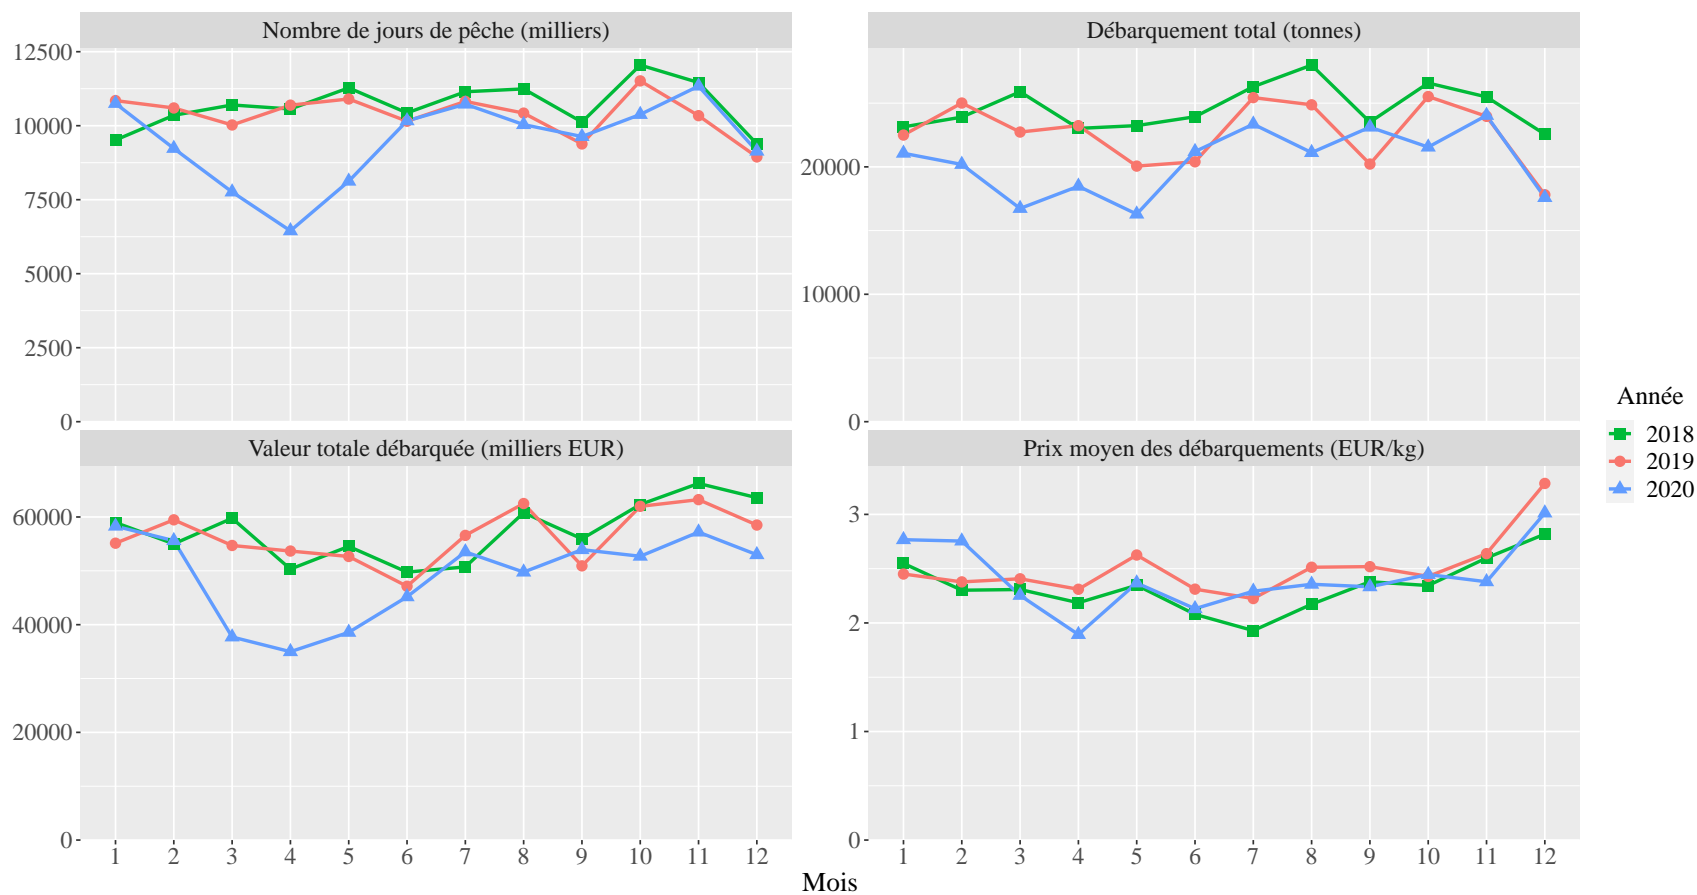 Nombre de jours de pêche (milliers)
12500
10000
7500
5000
2500
0
Débarquement total (tonnes)
20000
10000
0
Valeur totale débarquée (milliers EUR)
60000
40000
20000
0
1 2 3 4 5 6 7 8 9 10 11 12
Prix moyen des débarquements (EUR/kg)
3
2
1
0
1 2 3 4 5 6 7 8 9 10 11 12
Mois
Année
2018
2019
2020